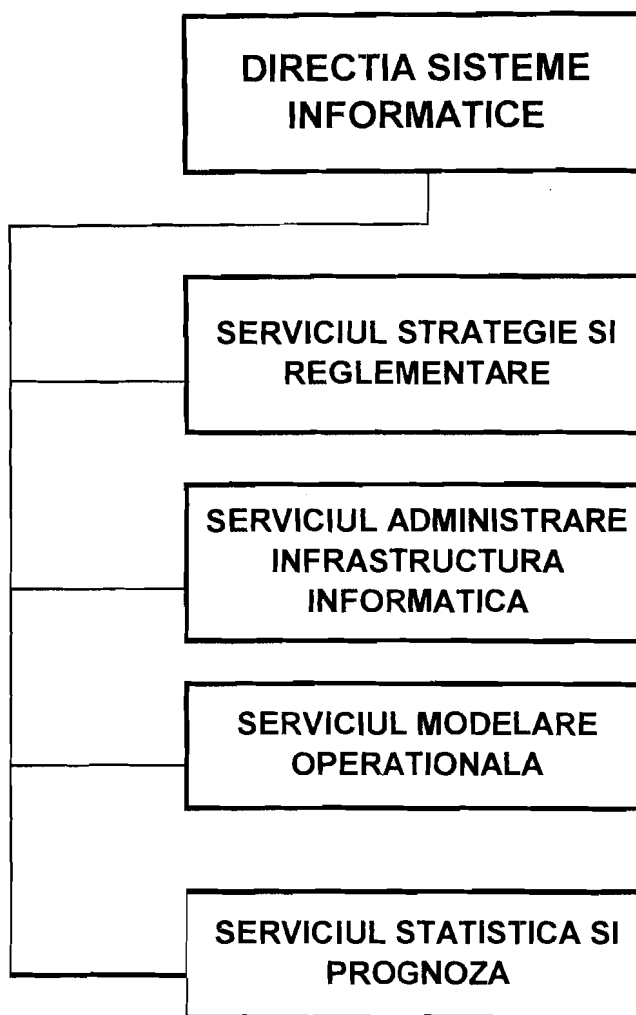 DIRECTIA SISTEME
INFORMATICE
SERVICIUL STRATEGIE SI
REGLEMENTARE
SERVICIUL ADMINISTRARE
INFRASTRUCTURA
INFORMATICA
SERVICIUL MODELARE
OPERATIONALA
SERVICIUL STATISTICA SI
PROGNOZA